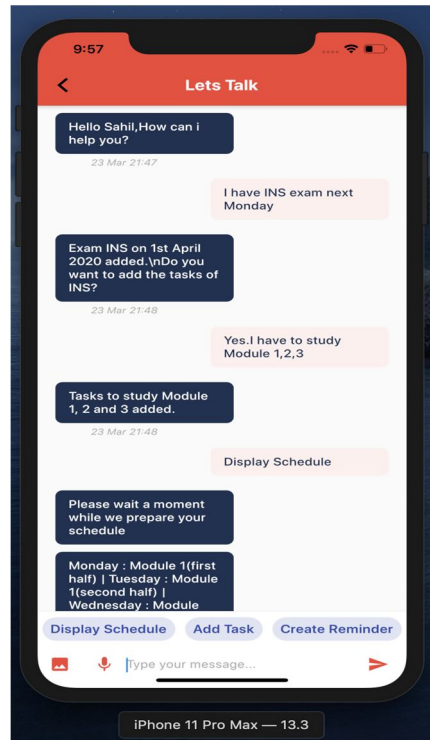 9:57
Lets Talk
Hello Sahil,How can i
help you?
23 Mar 21:47
I have INS exam next
Monday
Exam INS on 1st April
2020 added.\nDo you
want to add the tasks of
INS?
23 Mar 21:48
Yes.I have to study
Module 1,2,3
Tasks to study Module
1, 2 and 3 added.
23 Mar 21:48
Display Schedule
Please wait a moment
while we prepare your
schedule
Monday : Module 1(first
half) | Tuesday : Module
1(second half) |
Wednesday : Module
Display Schedule Add Task Create Reminder
Type your message...
iPhone 11 Pro Max — 13.3